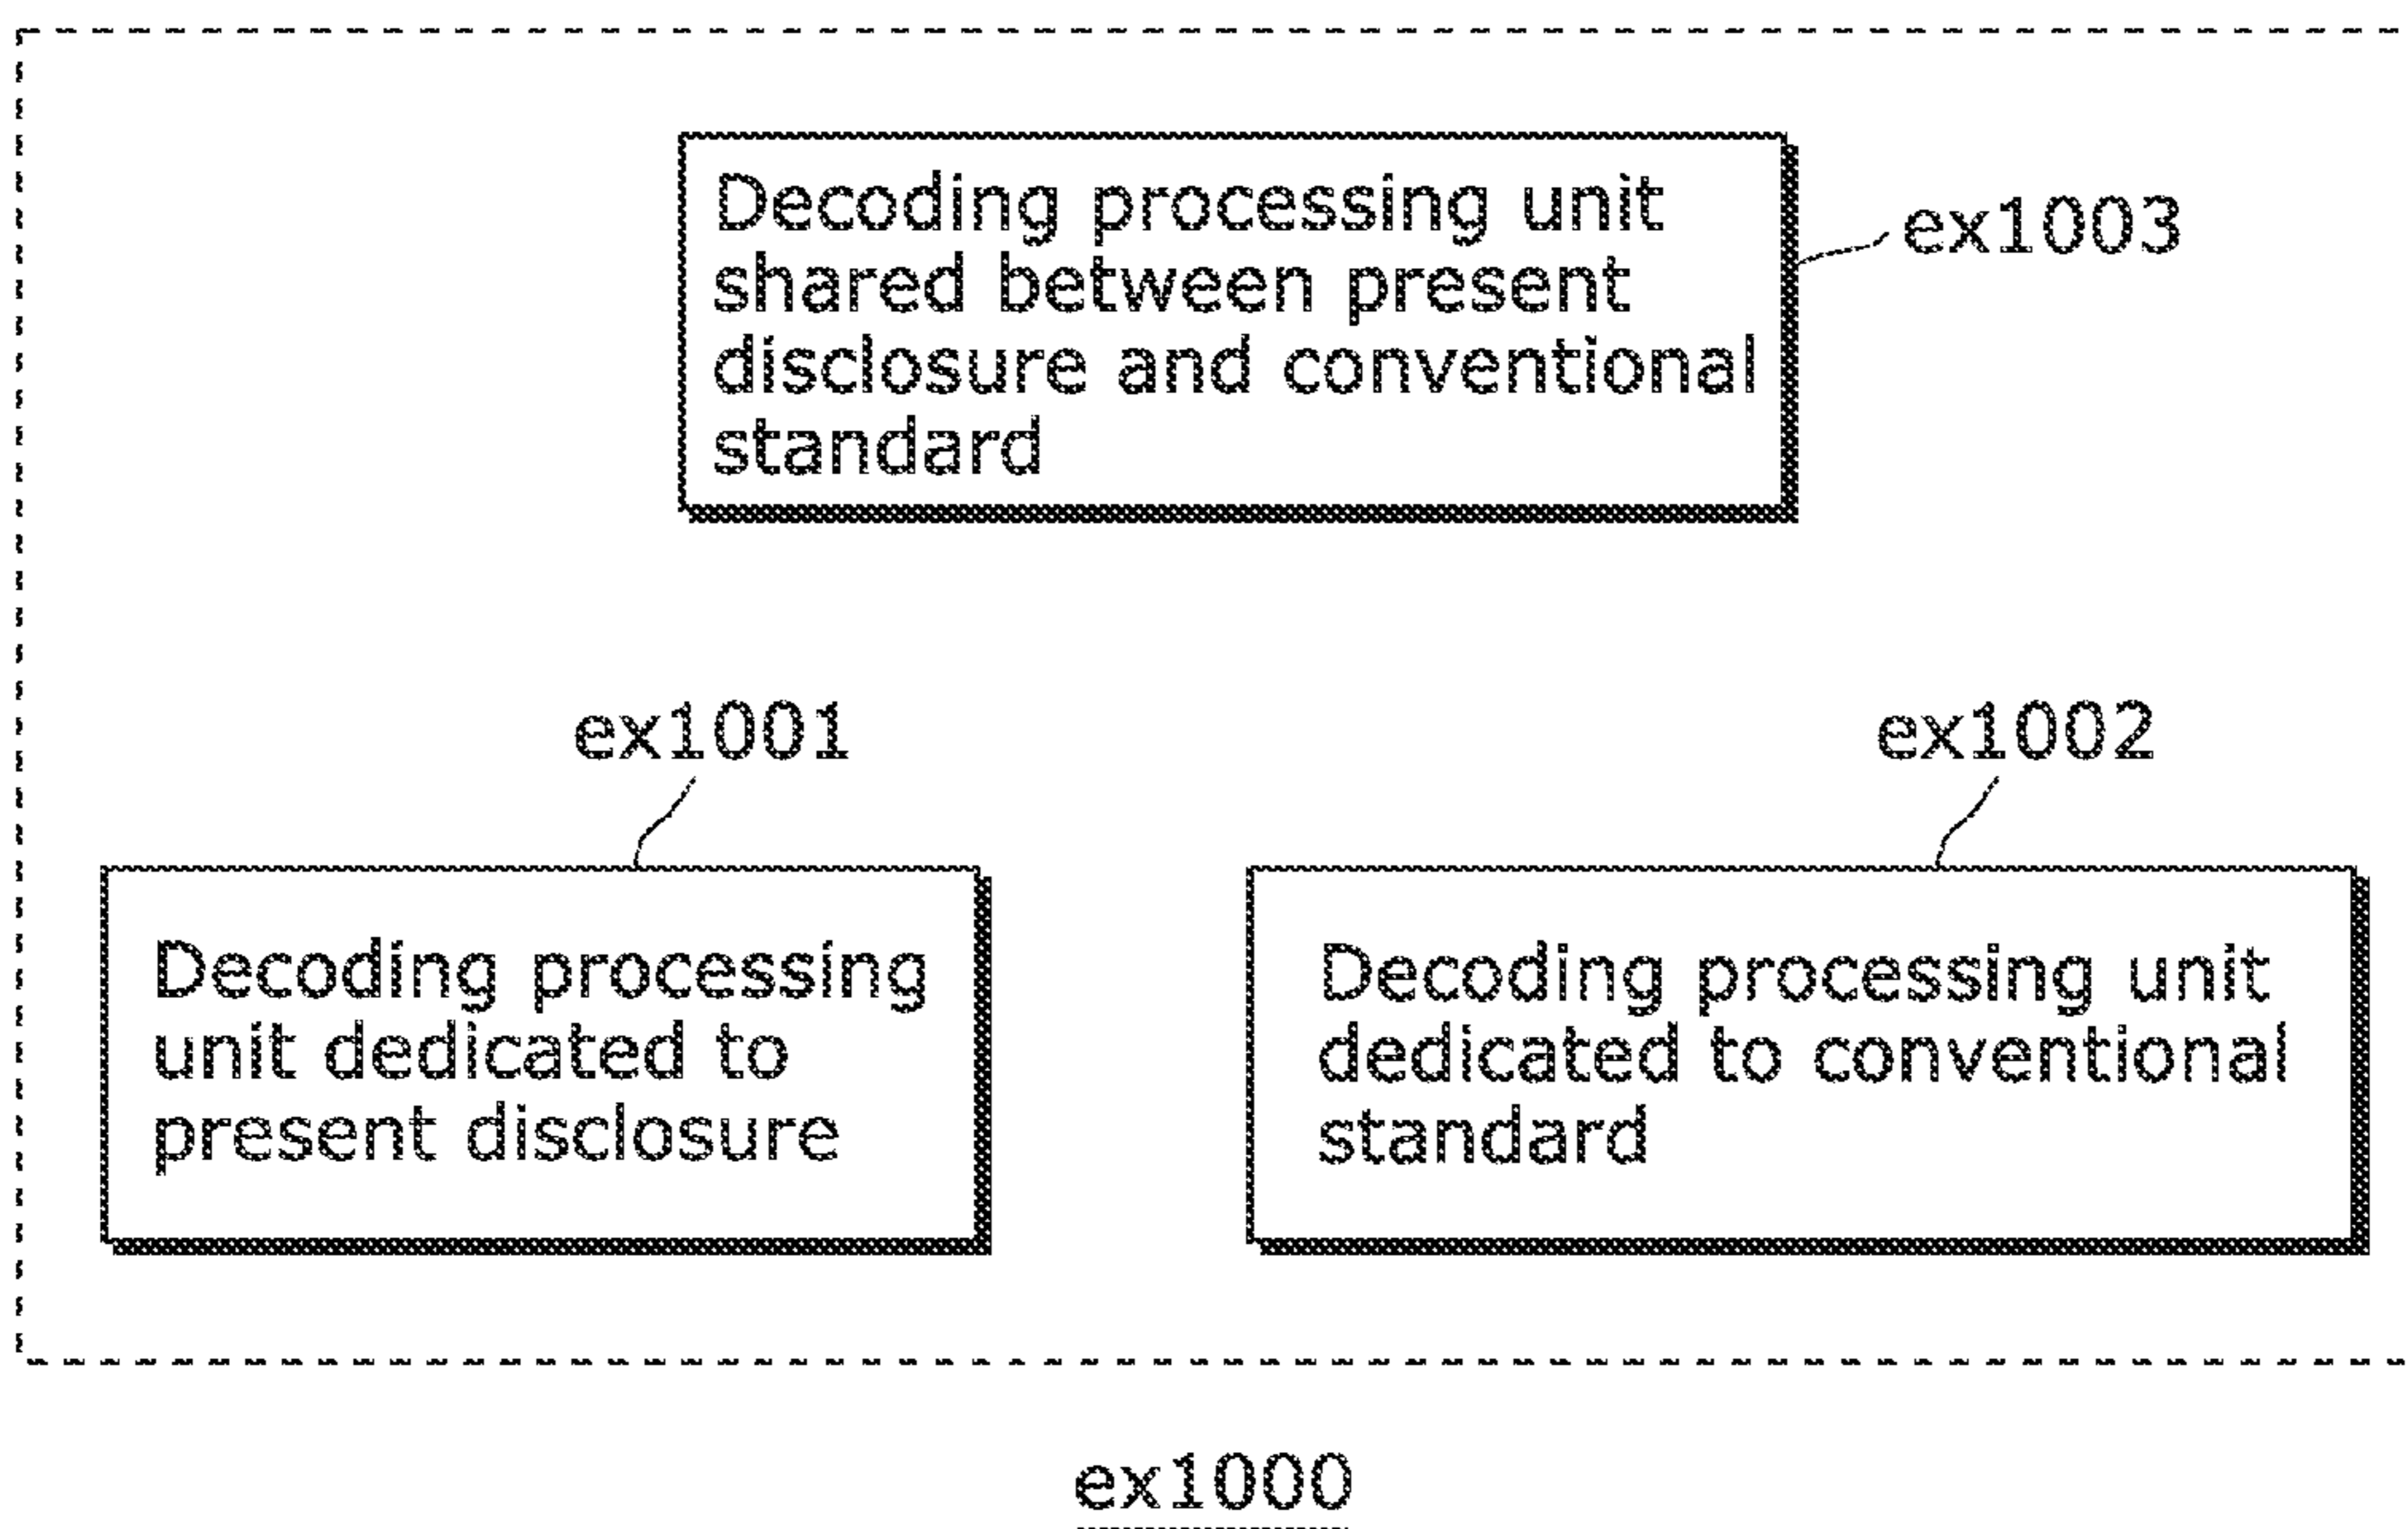 Decoding processing unit
shared between present
disclosure and conventional
standard
ex1003
ex1001
ex1002
Decoding processing
unit dedicated to
present disclosure
Decoding processing unit
dedicated to conventional
standard
ex1000